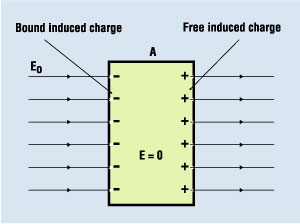 Bound induced charge
Free induced charge
A
E₀
- +
- +
- +
- +
E = 0
- +
- +